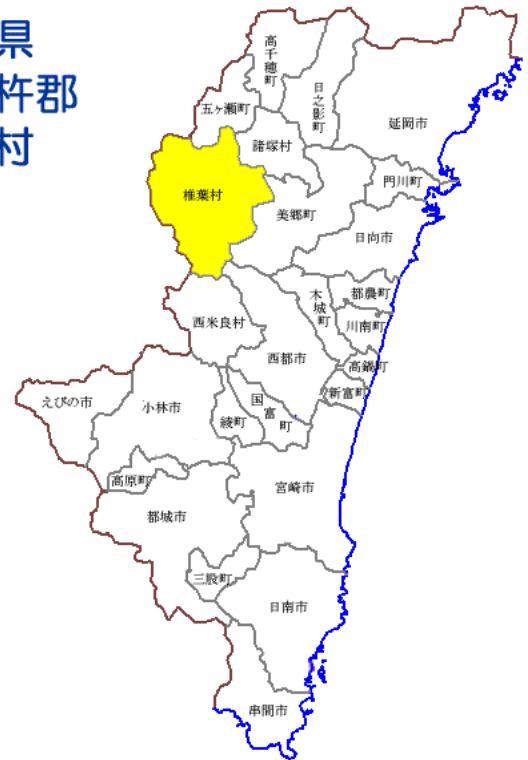 県
杵郡
村
高千穂町
日之影町
延岡市
五ヶ瀬町
諸塚村
門川町
椎葉村
美郷町
日向市
木城町
都農町
西米良村
川南町
西都市
高鍋町
えびの市
小林市
国富町
新富町
綾町
高原町
宮崎市
都城市
三股町
日南市
串間市